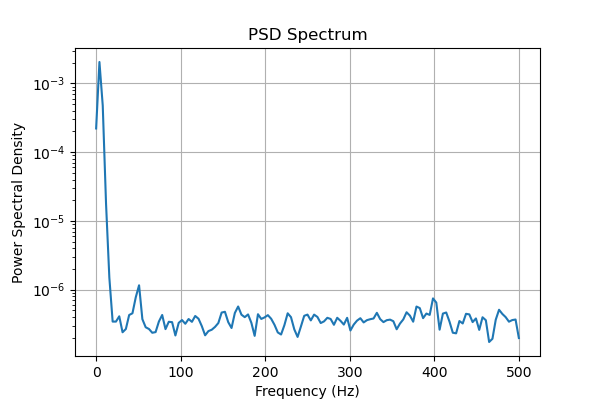 PSD Spectrum
Power Spectral Density
10⁻³
10⁻⁴
10⁻⁵
10⁻⁶
0 100 200 300 400 500
Frequency (Hz)